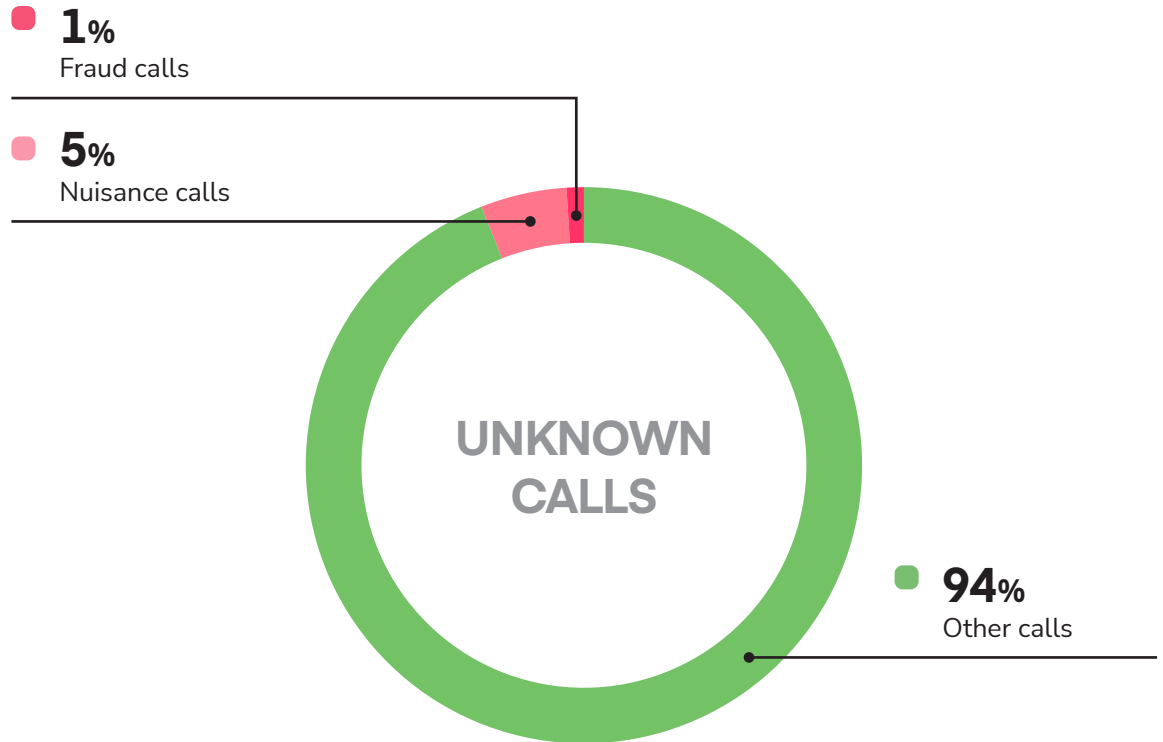 1%
Fraud calls
5%
Nuisance calls
UNKNOWN
CALLS
94%
Other calls